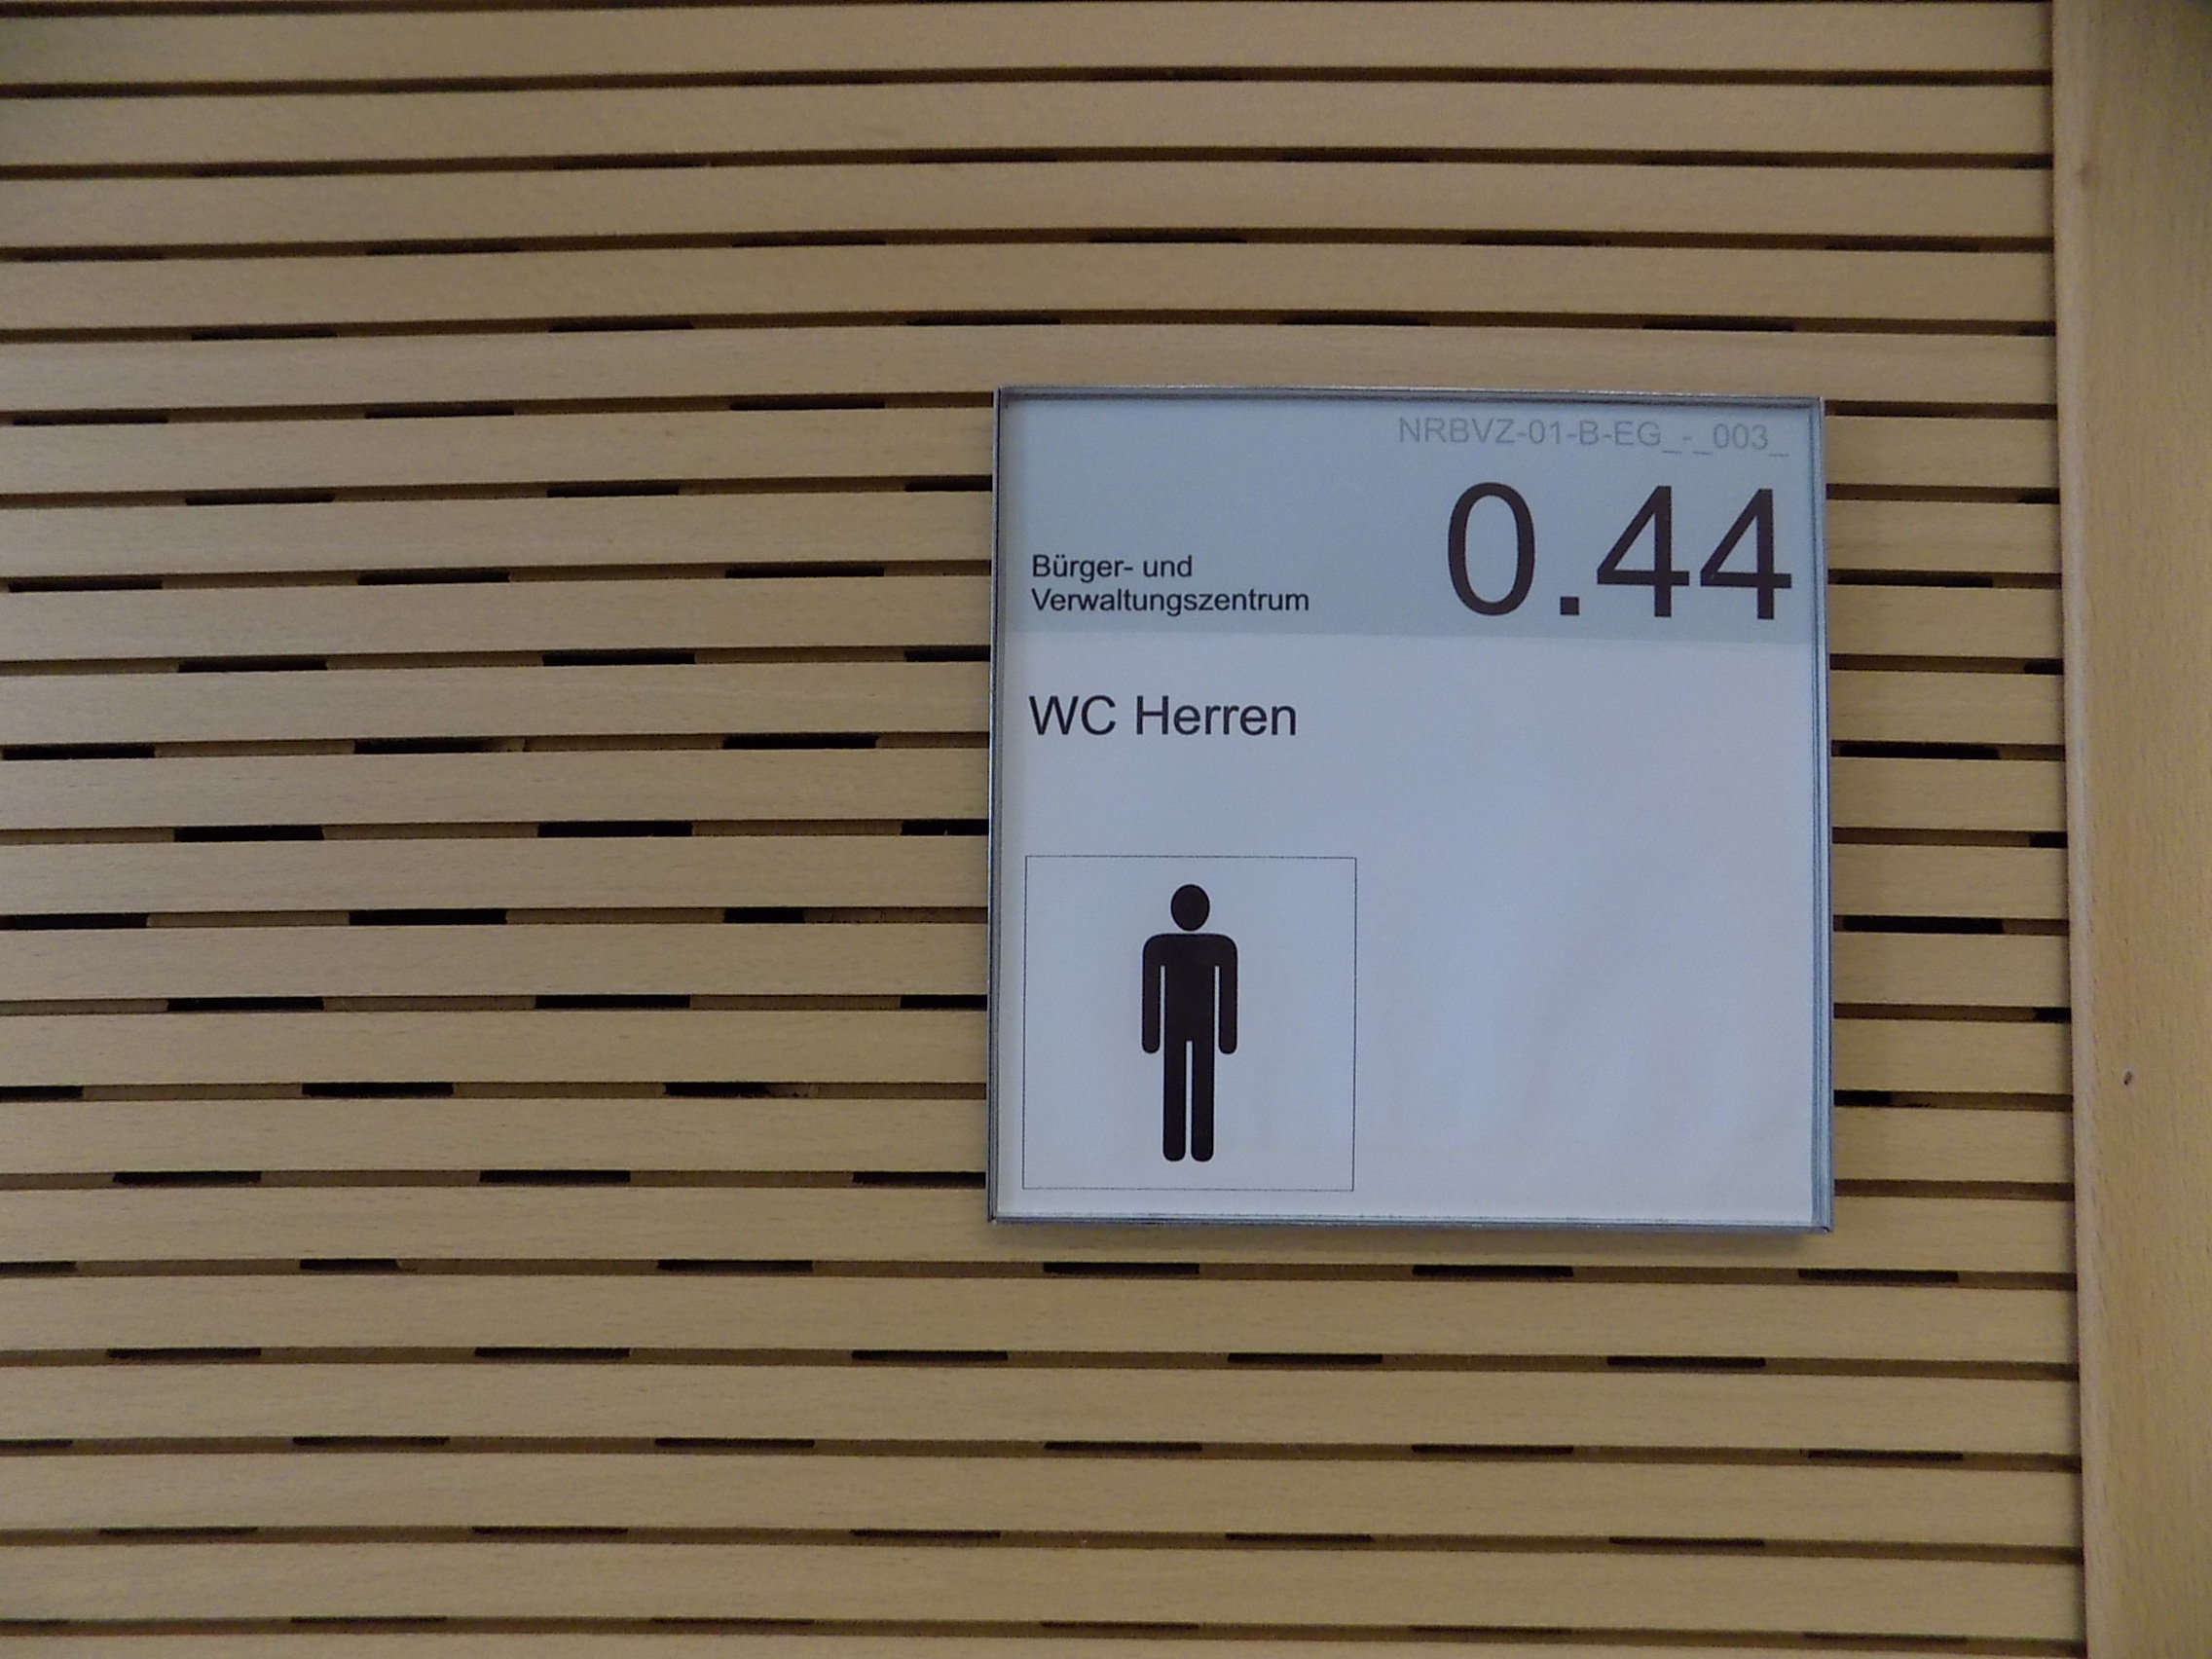 NRBVZ-01-B-EG_-_003_
0.44
Bürger- und
Verwaltungszentrum
WC Herren